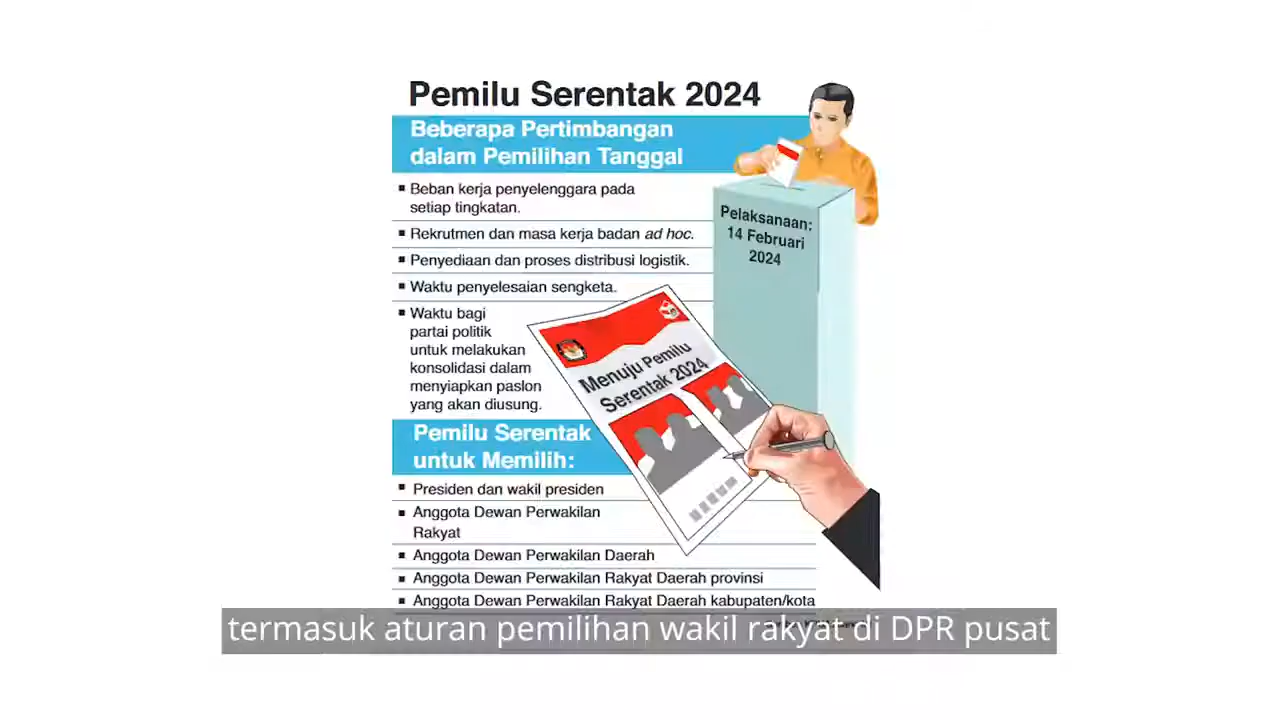 Pemilu Serentak 2024
Beberapa Pertimbangan
dalam Pemilihan Tanggal
Beban kerja penyelenggara pada
setiap tingkatan.
Rekrutmen dan masa kerja badan ad hoc.
Penyediaan dan proses distribusi logistik.
Waktu penyelesaian sengketa.
Waktu bagi
partai politik
untuk melakukan
konsolidasi dalam
menyiapkan paslon
yang akan diusung.
Pelaksanaan:
14 Februari
2024
Menuju Pemilu
Serentak 2024
Pemilu Serentak
untuk Memilih:
Presiden dan wakil presiden
Anggota Dewan Perwakilan
Rakyat
Anggota Dewan Perwakilan Daerah
Anggota Dewan Perwakilan Rakyat Daerah provinsi
Anggota Dewan Perwakilan Rakyat Daerah kabupaten/kota
termasuk aturan pemilihan wakil rakyat di DPR pusat